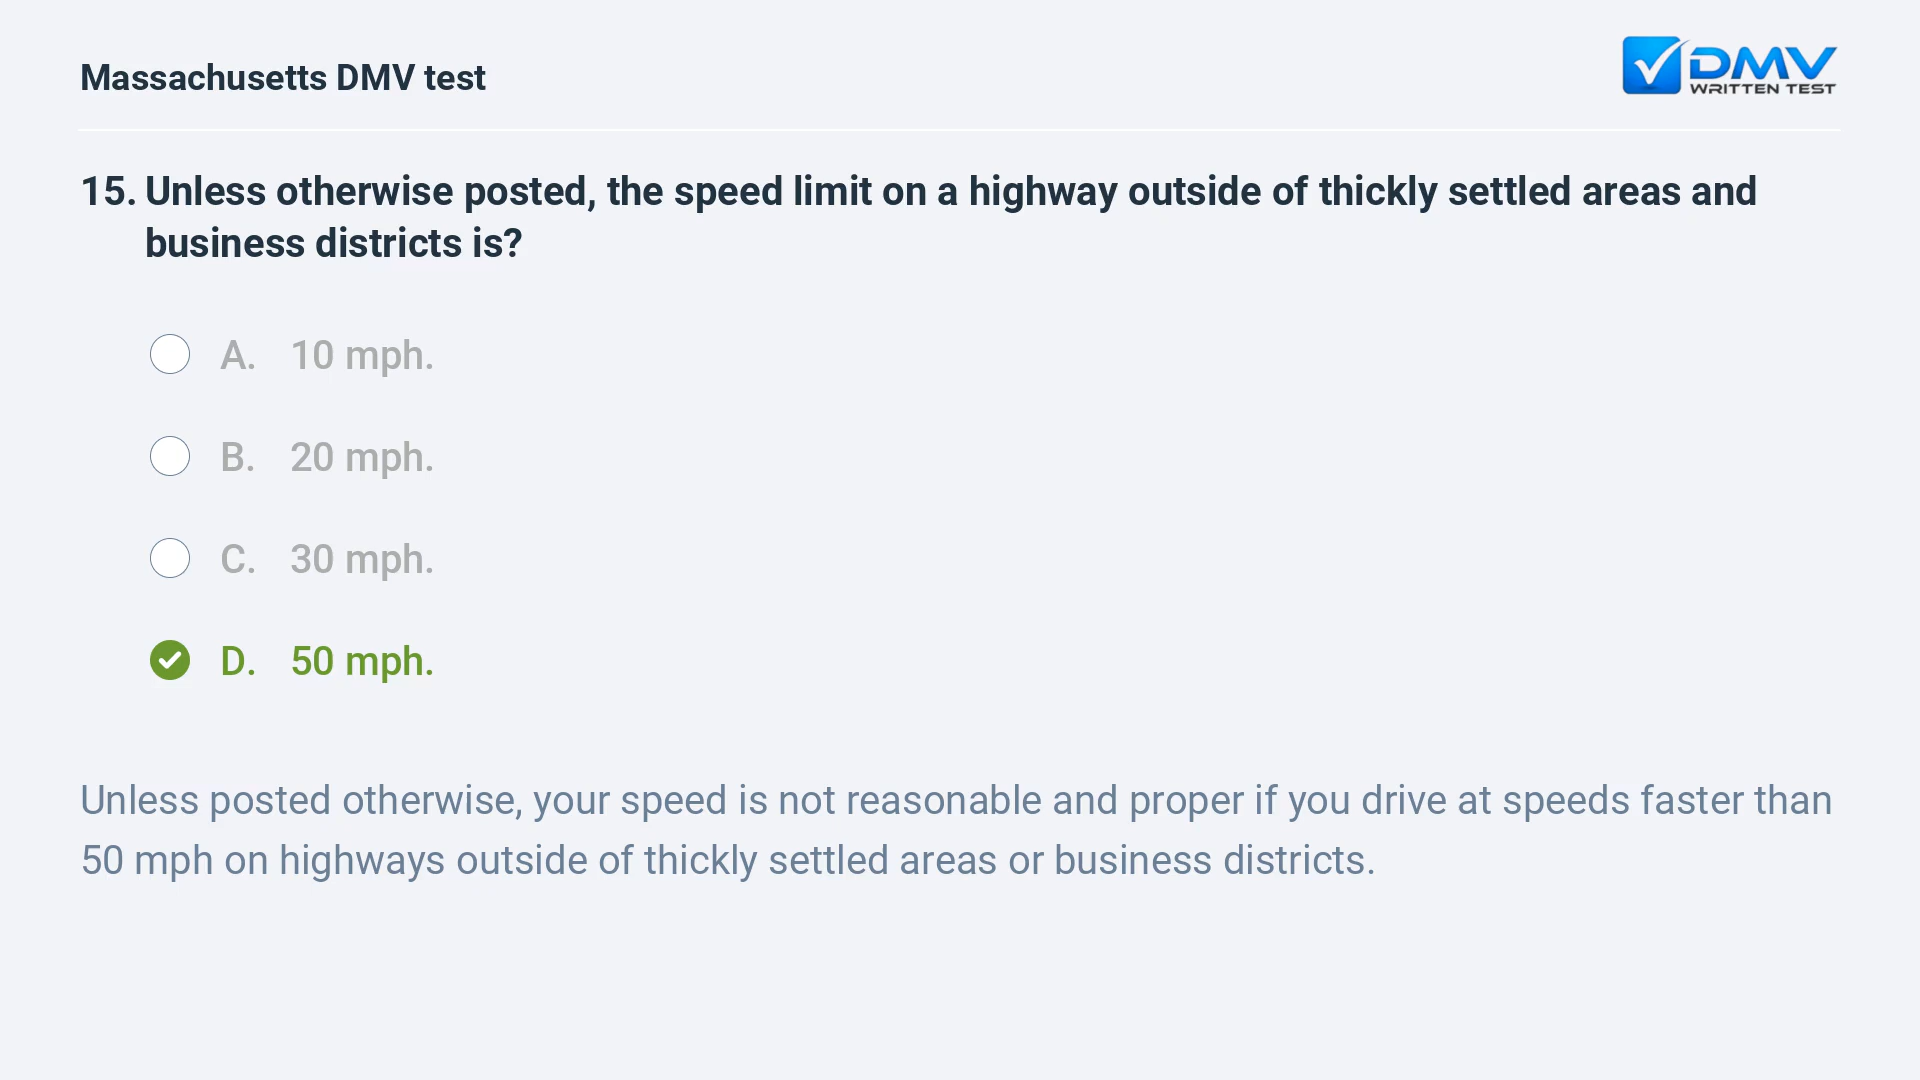 Massachusetts DMV test
DMV
WRITTEN TEST
15. Unless otherwise posted, the speed limit on a highway outside of thickly settled areas and
business districts is?
A. 10 mph.
B. 20 mph.
C. 30 mph.
D. 50 mph.
Unless posted otherwise, your speed is not reasonable and proper if you drive at speeds faster than
50 mph on highways outside of thickly settled areas or business districts.